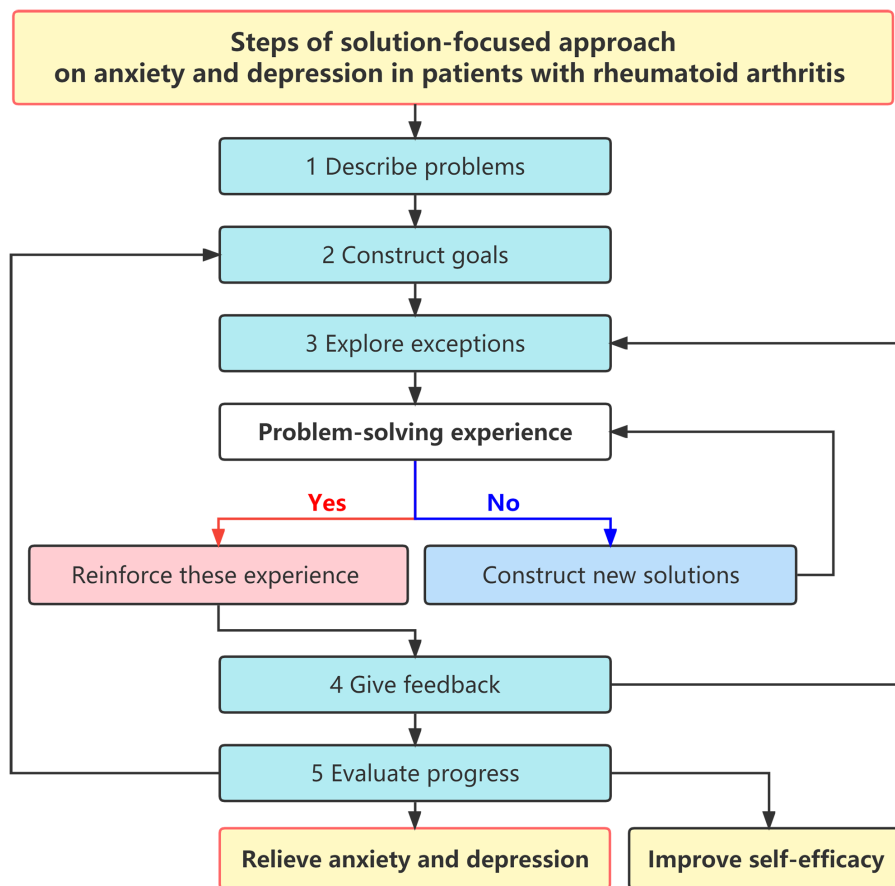 Steps of solution-focused approach
on anxiety and depression in patients with rheumatoid arthritis
1 Describe problems
2 Construct goals
3 Explore exceptions
Problem-solving experience
Yes
No
Reinforce these experience
Construct new solutions
4 Give feedback
5 Evaluate progress
Relieve anxiety and depression
Improve self-efficacy